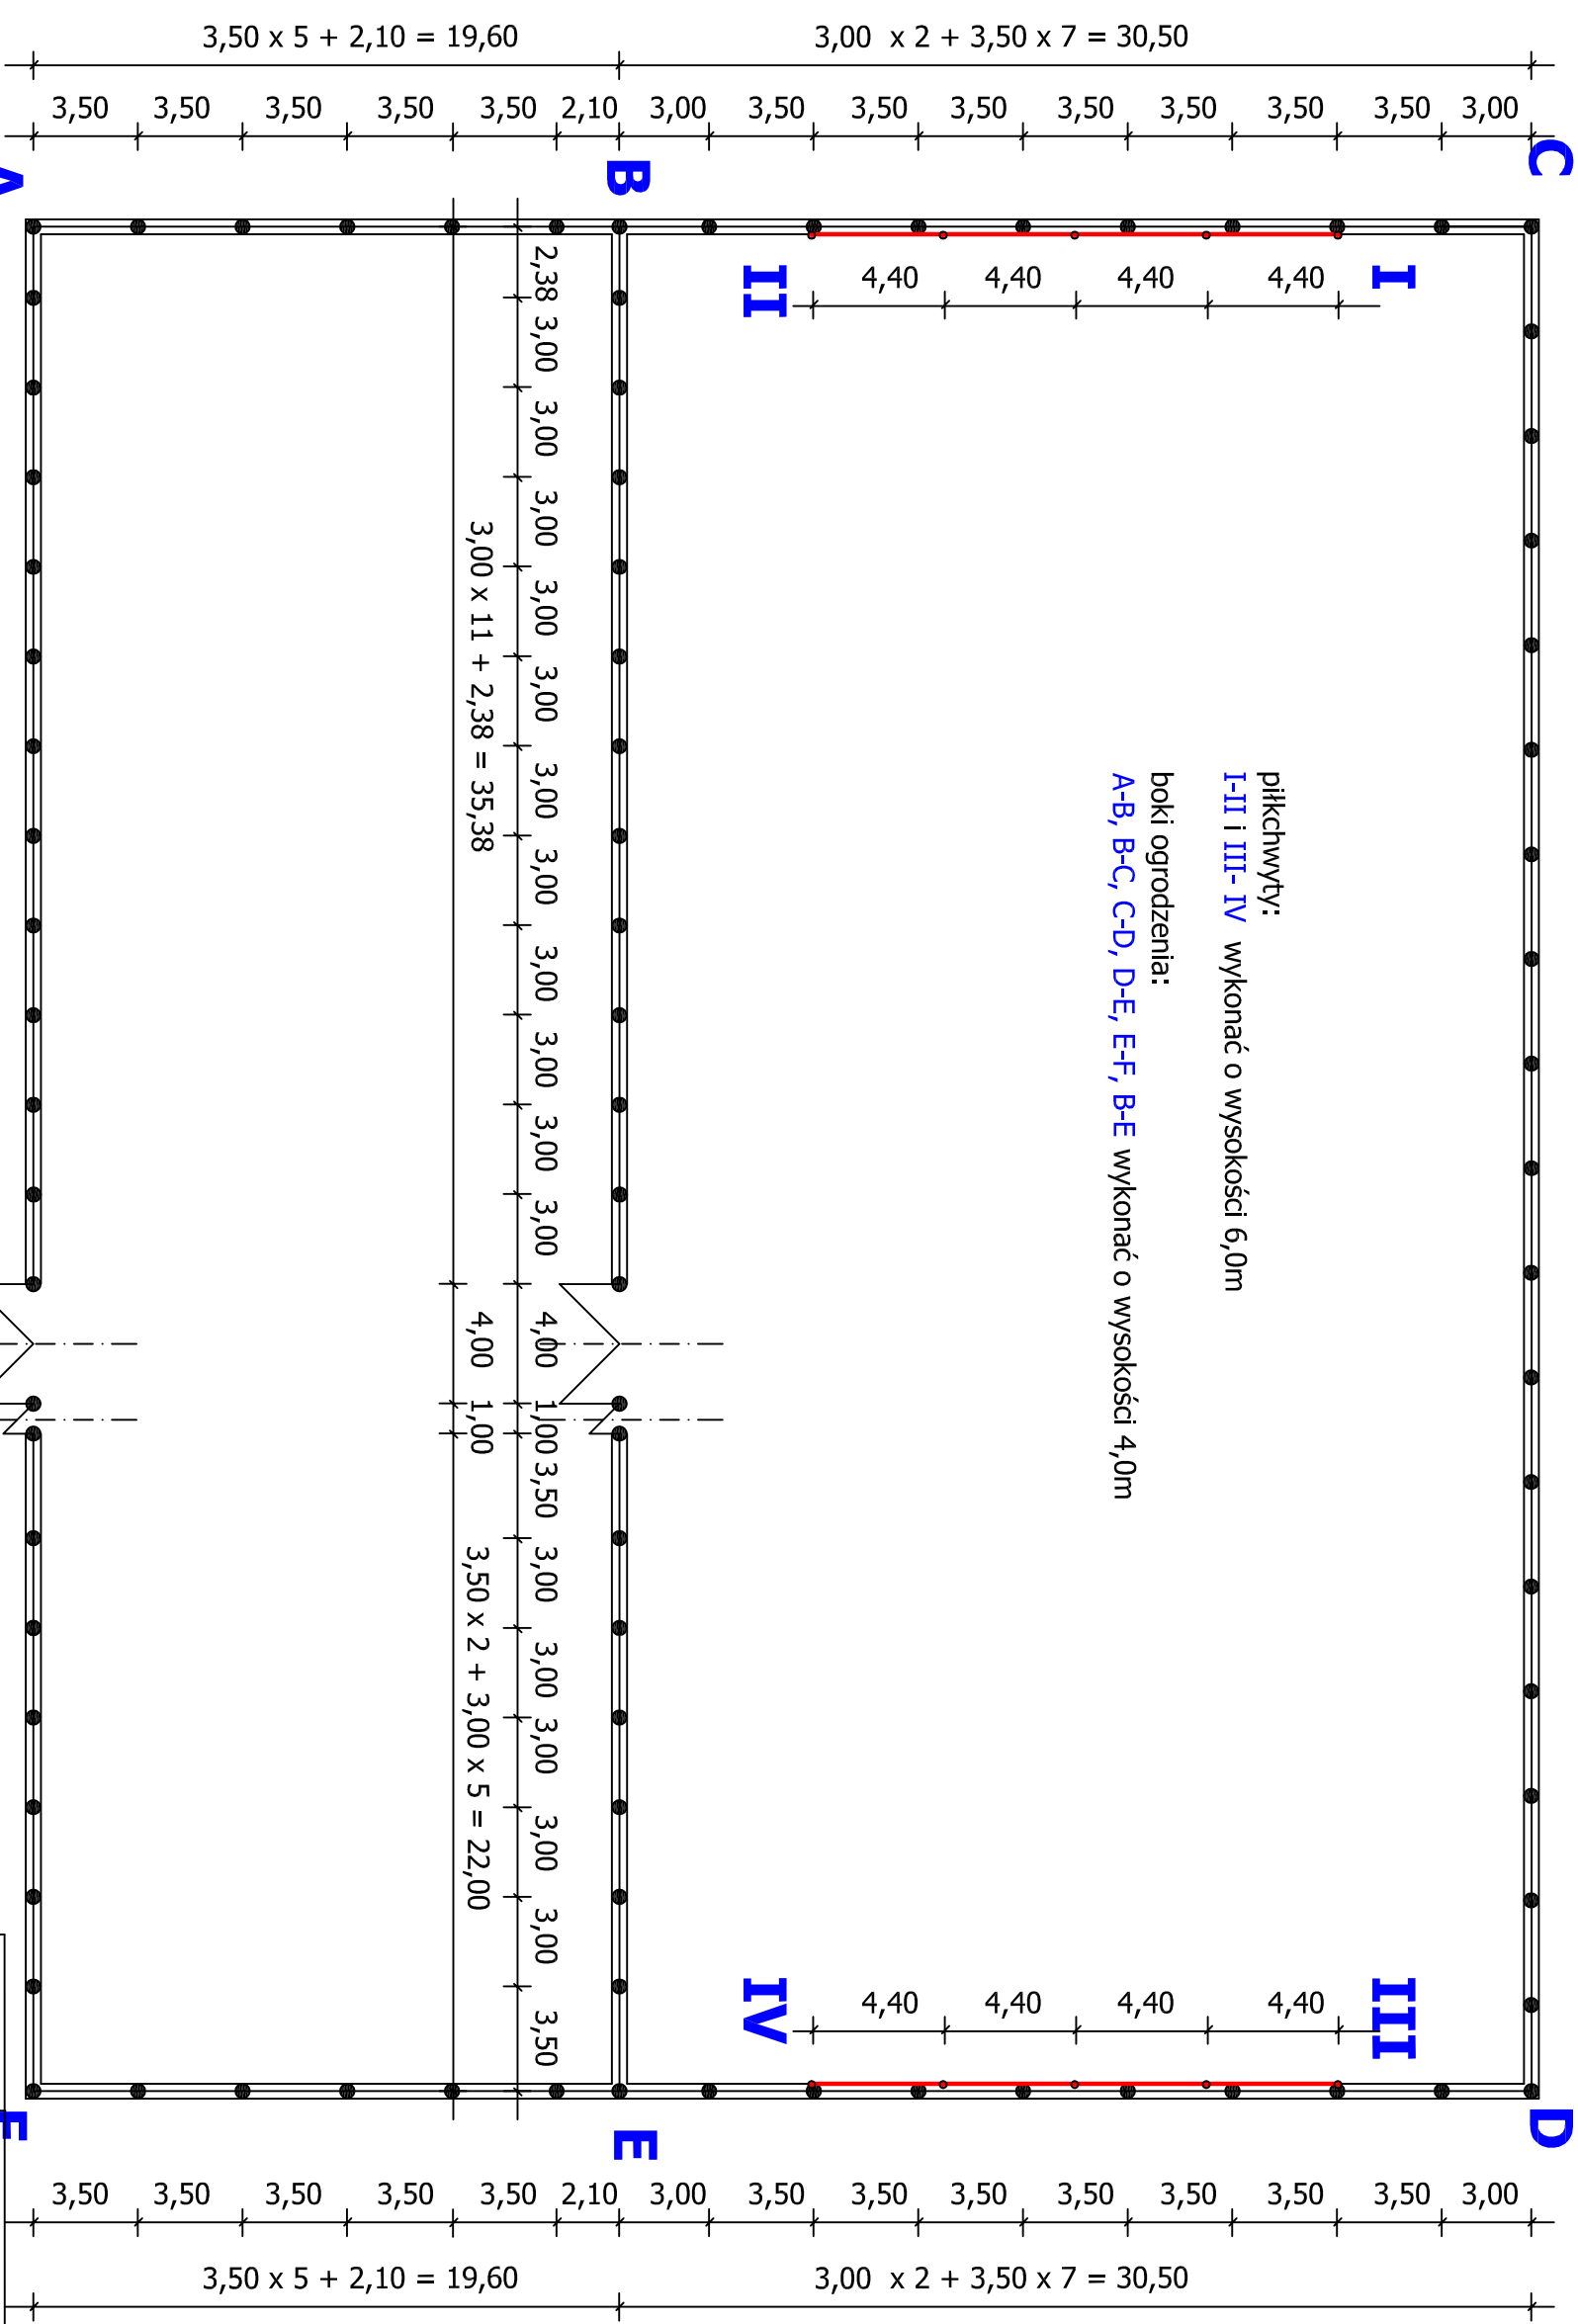 3,50 x 5 + 2,10 = 19,60
3,00 x 2 + 3,50 x 7 = 30,50
3,50 3,50 3,50 3,50 3,50 2,10 3,00 3,50 3,50 3,50 3,50 3,50 3,50 3,50 3,00
A
B
C
II
4,40 4,40 4,40 4,40
I
piłkchwyty:
I-II i III- IV wykonać o wysokości 6,0m
boki ogrodzenia:
A-B, B-C, C-D, D-E, E-F, B-E wykonać o wysokości 4,0m
2,38 3,00 3,00 3,00 3,00 3,00 3,00 3,00 3,00 3,00 3,00 3,00 4,00 1,00 3,50 3,00 3,00 3,00 3,00 3,00 3,50
3,00 x 11 + 2,38 = 35,38
4,00 1,00
3,50 x 2 + 3,00 x 5 = 22,00
IV
4,40 4,40 4,40 4,40
III
F
E
D
3,50 3,50 3,50 3,50 3,50 2,10 3,00 3,50 3,50 3,50 3,50 3,50 3,50 3,50 3,00
3,50 x 5 + 2,10 = 19,60
3,00 x 2 + 3,50 x 7 = 30,50